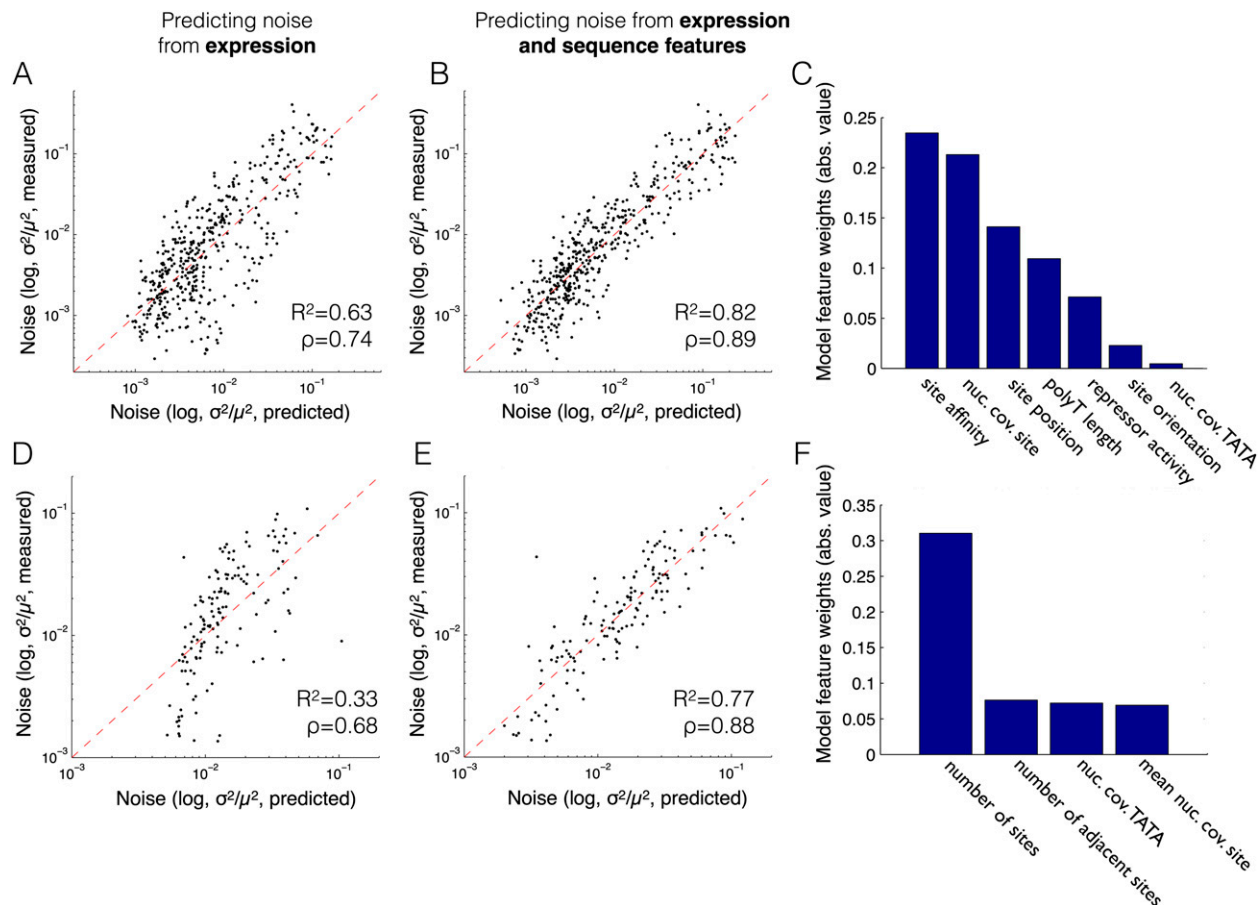 Predicting noise
from expression
Predicting noise from expression
and sequence features
A
Noise (log, σ²/μ², measured)
10⁻¹
10⁻²
10⁻³
R²=0.63
ρ=0.74
10⁻³
10⁻²
10⁻¹
Noise (log, σ²/μ², predicted)
B
Noise (log, σ²/μ², measured)
10⁻¹
10⁻²
10⁻³
R²=0.82
ρ=0.89
10⁻³
10⁻²
10⁻¹
Noise (log, σ²/μ², predicted)
C
Model feature weights (abs. value)
0.25
0.2
0.15
0.1
0.05
0
site affinity
nuc. cov. site
site position
polyT length
repressor activity
site orientation
nuc. cov. TATA
D
Noise (log, σ²/μ², measured)
10⁻¹
10⁻²
10⁻³
R²=0.33
ρ=0.68
10⁻³
10⁻²
10⁻¹
Noise (log, σ²/μ², predicted)
E
Noise (log, σ²/μ², measured)
10⁻¹
10⁻²
10⁻³
R²=0.77
ρ=0.88
10⁻³
10⁻²
10⁻¹
Noise (log, σ²/μ², predicted)
F
Model feature weights (abs. value)
0.35
0.3
0.25
0.2
0.15
0.1
0.05
0
number of sites
number of adjacent sites
nuc. cov. TATA
mean nuc. cov. site